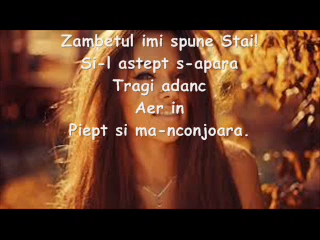 Zambetul imi spune Stai!
Si-l astept s-apara
Tragi adanc
Aer in
Piept si ma-nconjoara.